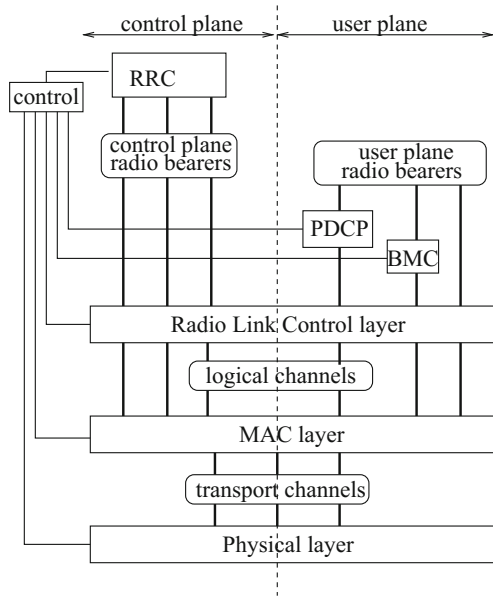 control plane
user plane
RRC
control
control plane
radio bearers
user plane
radio bearers
PDCP
BMC
Radio Link Control layer
logical channels
MAC layer
transport channels
Physical layer